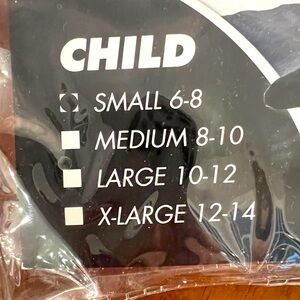 CHILD
SMALL 6-8
MEDIUM 8-10
LARGE 10-12
X-LARGE 12-14